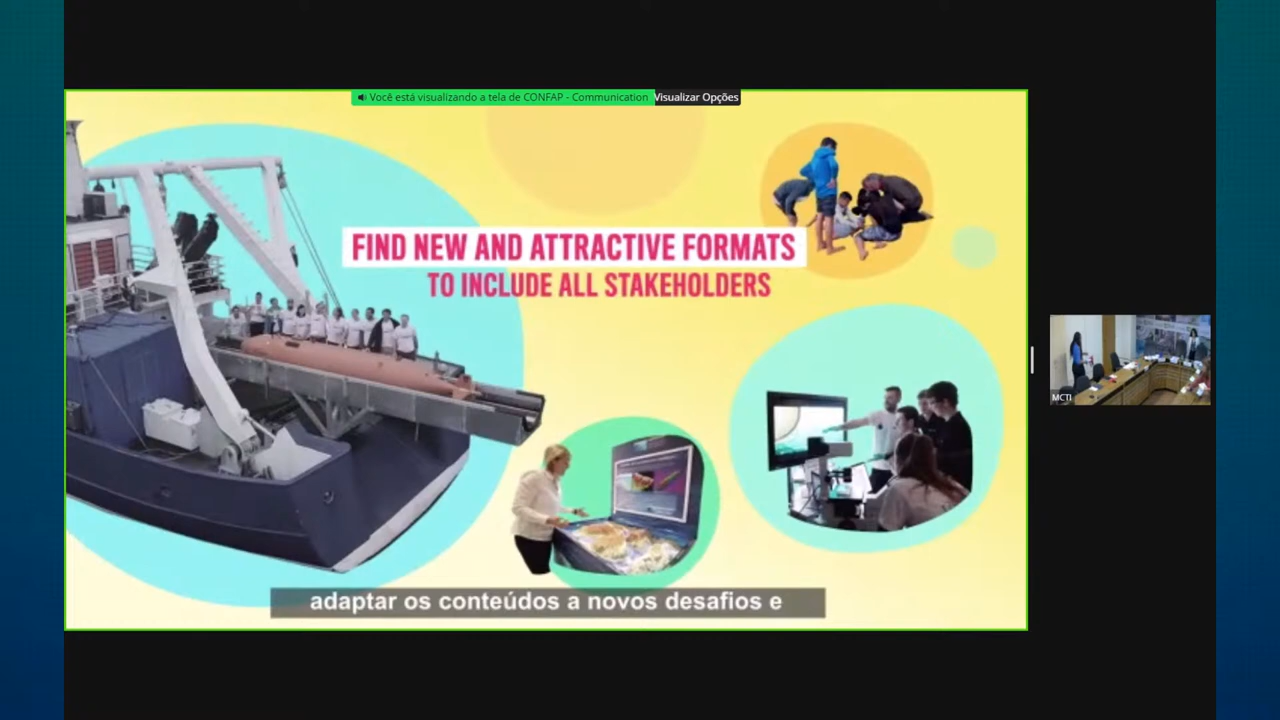 Você está visualizando a tela de CONFAP - Communication Visualizar Opções
FIND NEW AND ATTRACTIVE FORMATS
TO INCLUDE ALL STAKEHOLDERS
adaptar os conteúdos a novos desafios e
MCTI